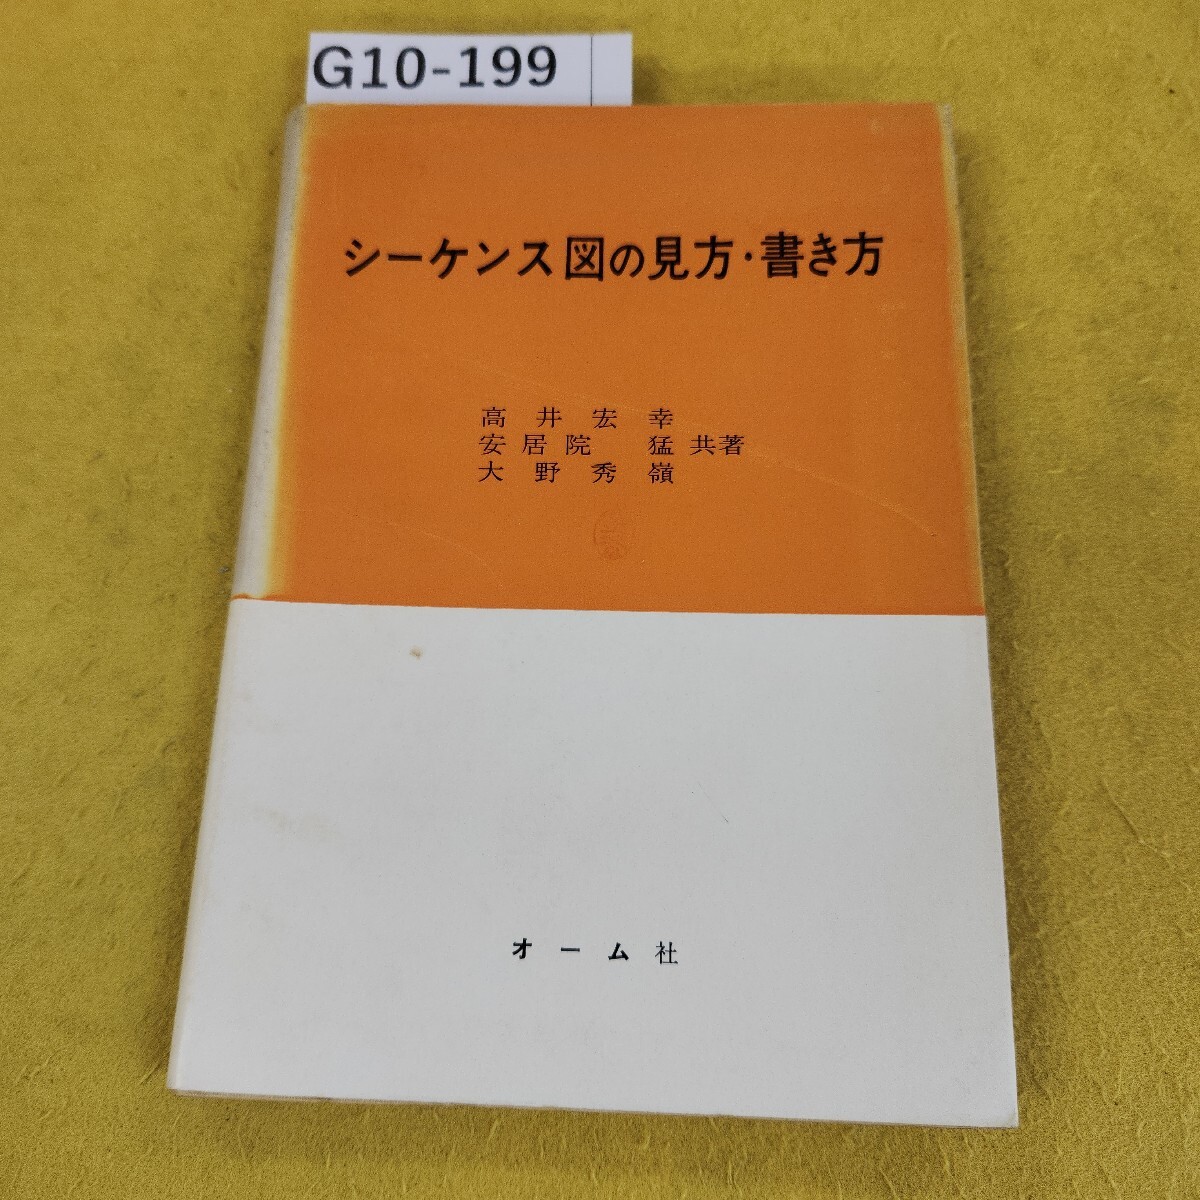 G10-199
シーケンス図の見方・書き方
高井宏幸
安居院 猛 共著
大野秀嶺
オーム社